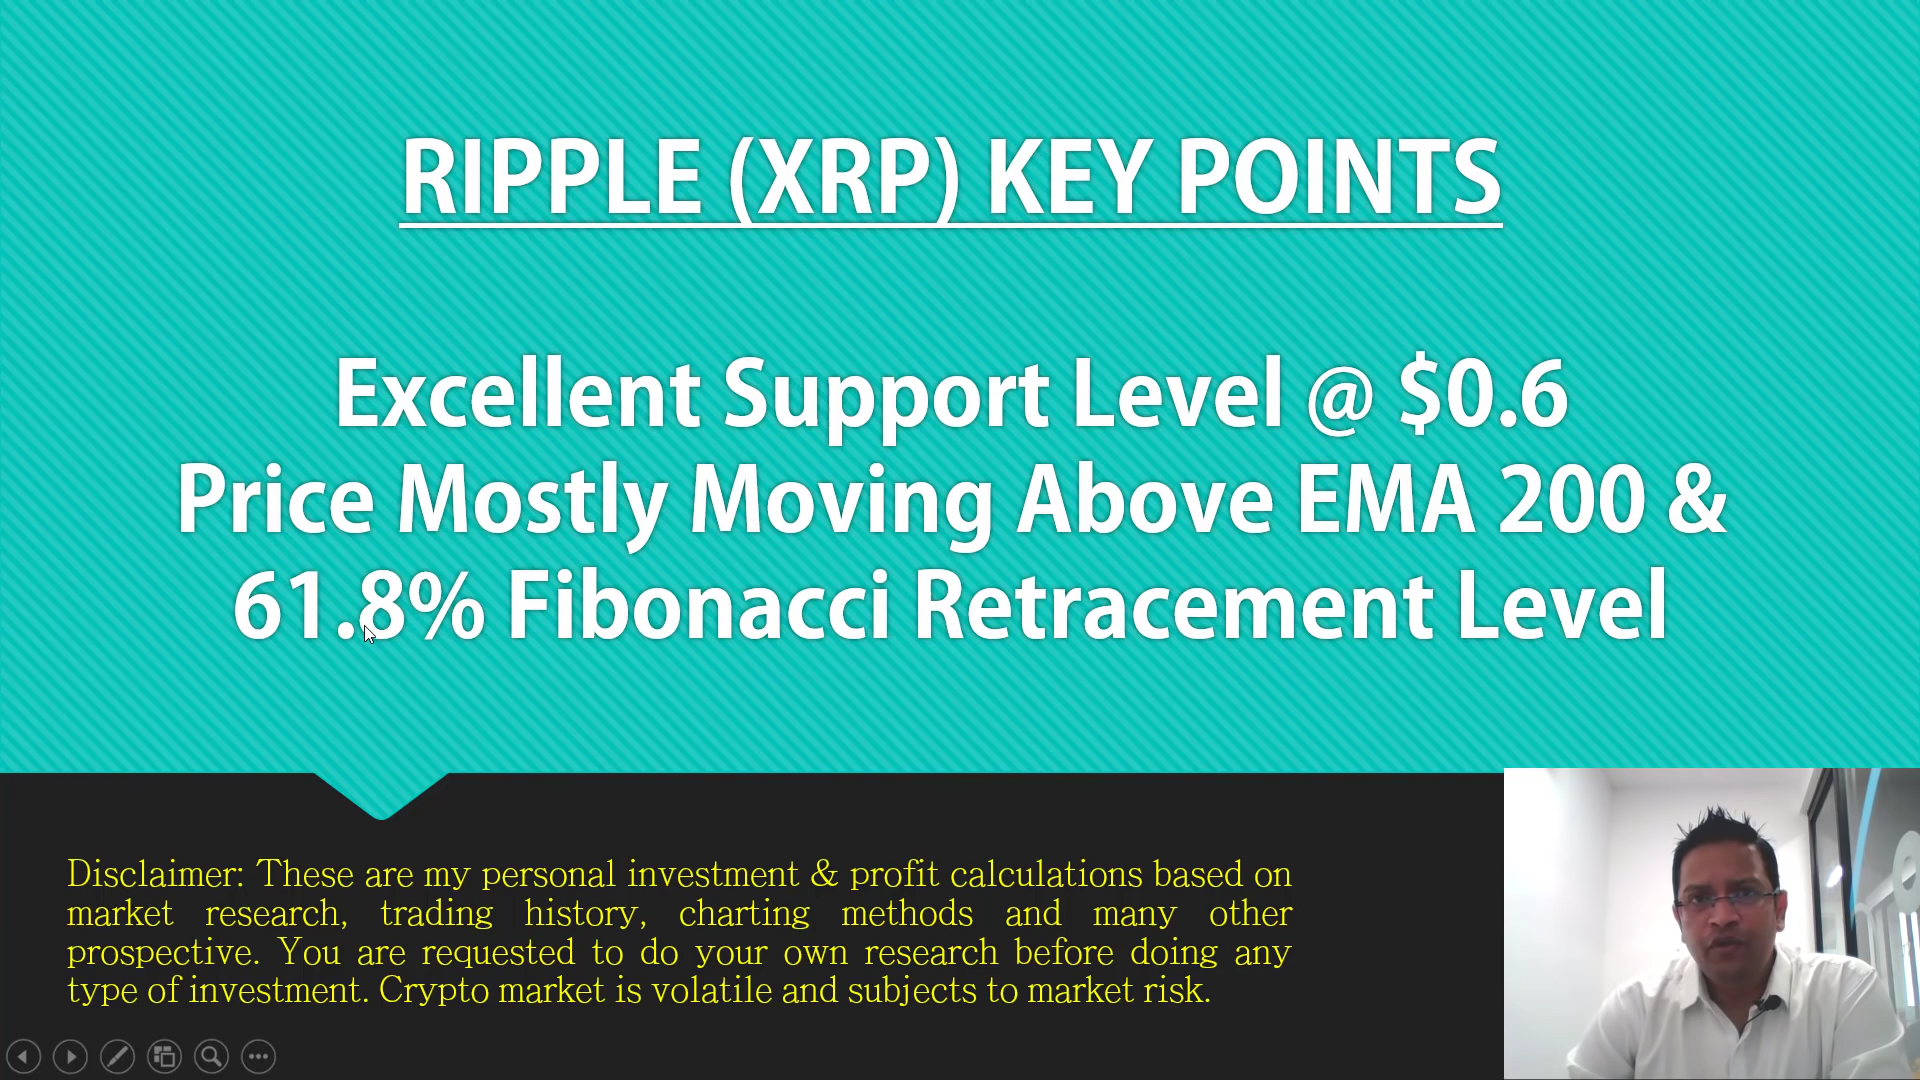 RIPPLE (XRP) KEY POINTS
Excellent Support Level @ $0.6
Price Mostly Moving Above EMA 200 &
61.8% Fibonacci Retracement Level
Disclaimer: These are my personal investment & profit calculations based on
market research, trading history, charting methods and many other
prospective. You are requested to do your own research before doing any
type of investment. Crypto market is volatile and subjects to market risk.